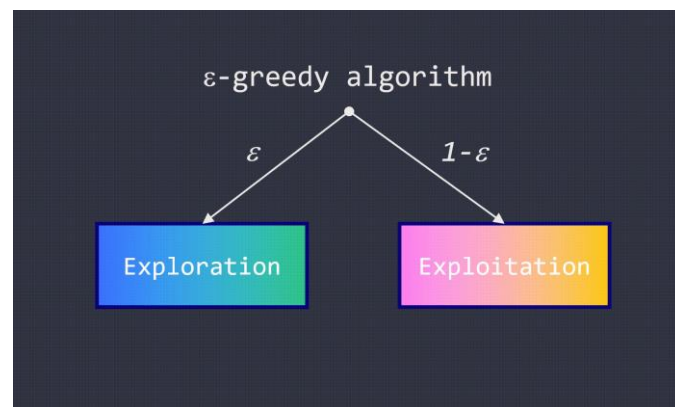 ε-greedy algorithm
ε
1-ε
Exploration
Exploitation